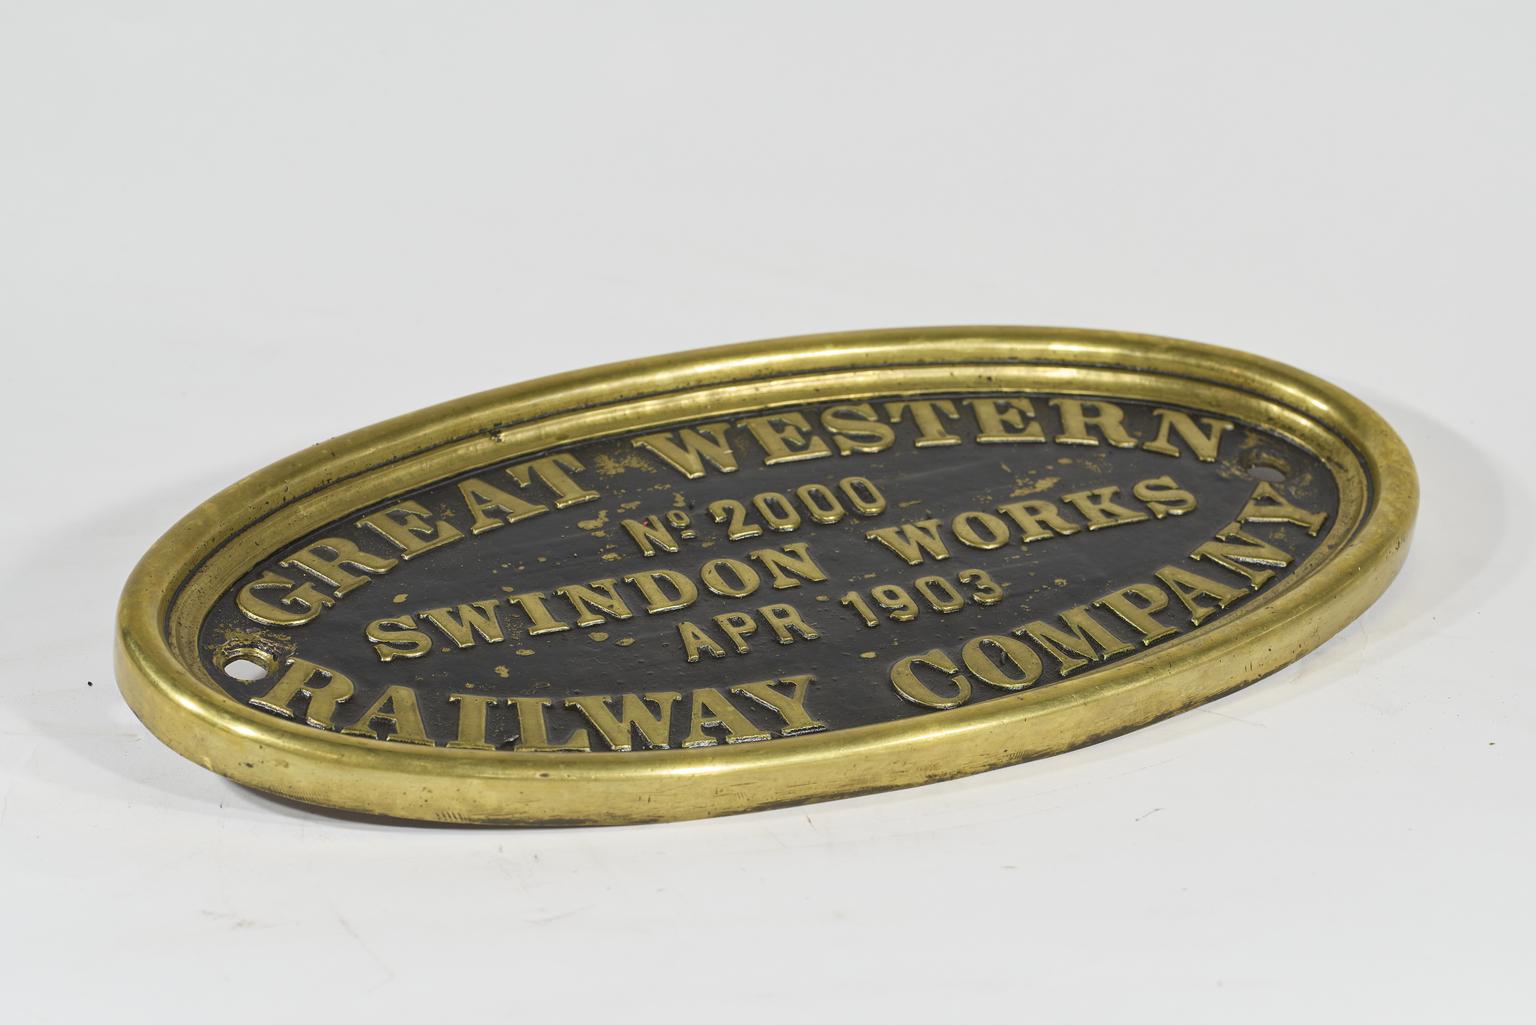 GREAT WESTERN
No 2000
SWINDON WORKS
APR 1903
RAILWAY COMPANY